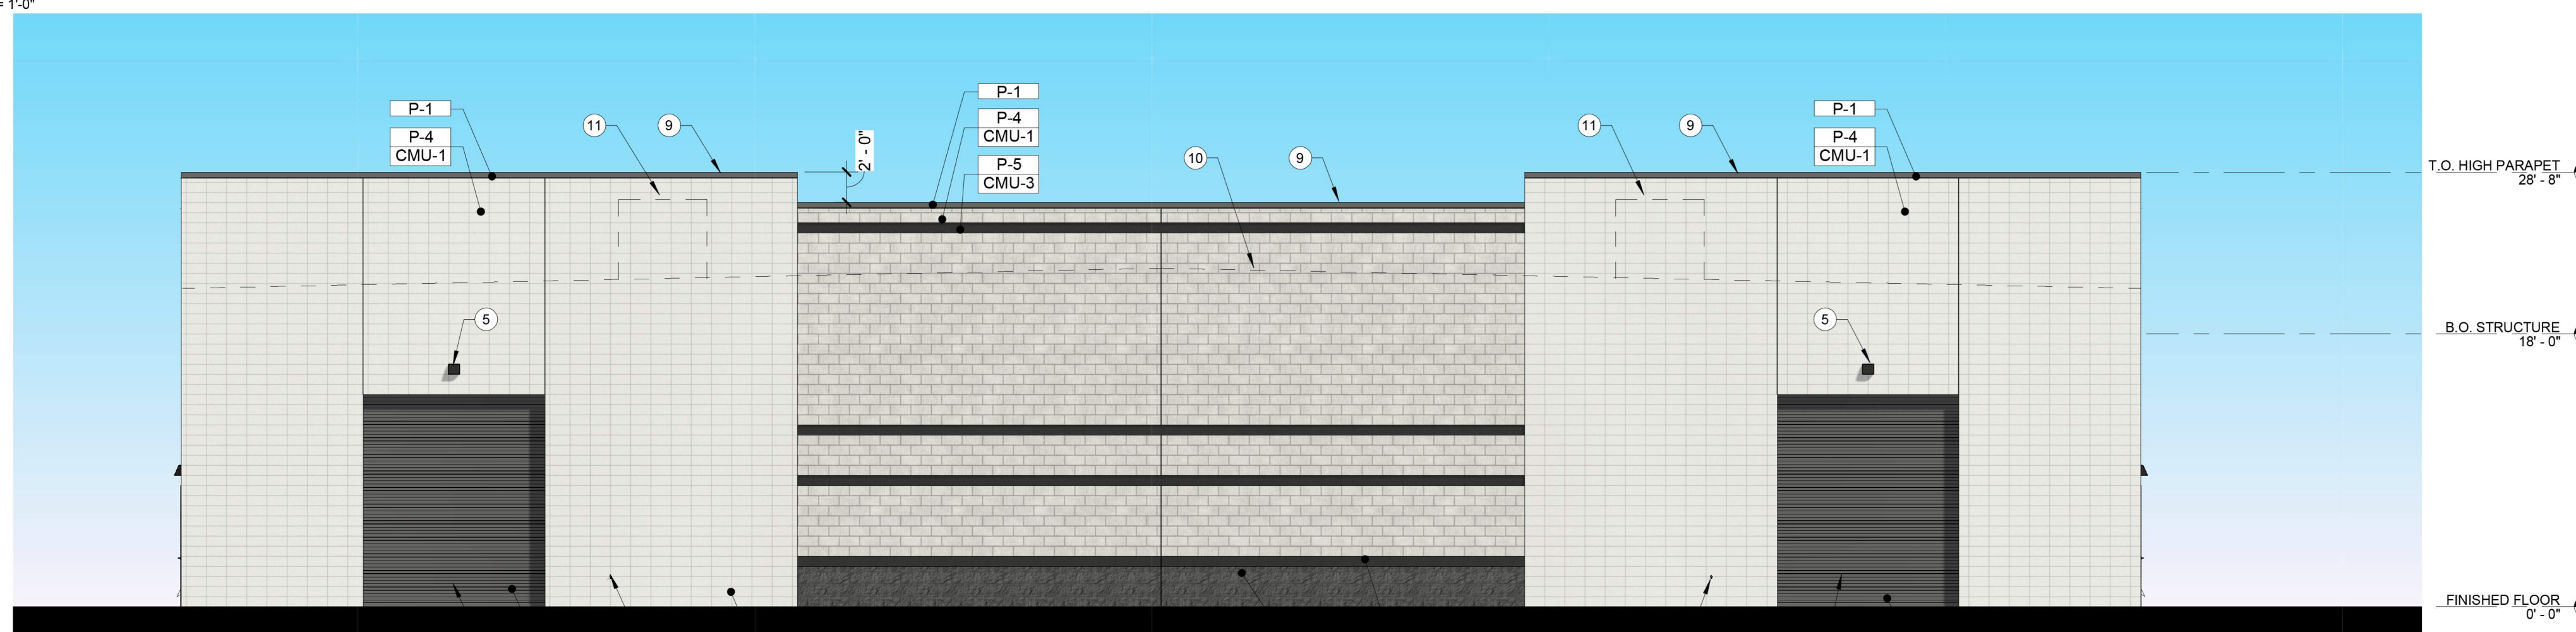 = 1'-0"
P-1
P-4
CMU-1
11
9
2' - 0"
P-1
P-4
CMU-1
P-5
CMU-3
10
9
11
9
P-1
P-4
CMU-1
5
5
T.O. HIGH PARAPET
28' - 8"
B.O. STRUCTURE
18' - 0"
FINISHED FLOOR
0' - 0"